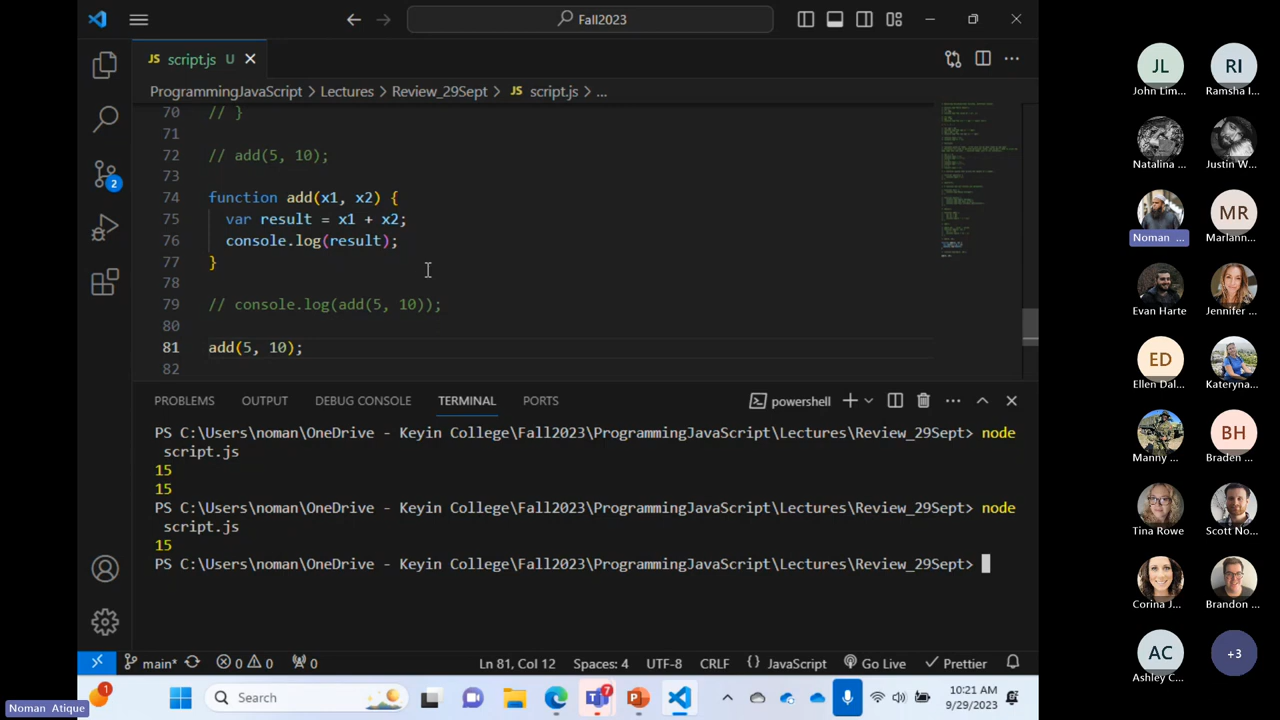 Fall2023
JS script.js U
ProgrammingJavaScript > Lectures > Review_29Sept > JS script.js > ...
70 // }
71
72 // add(5, 10);
73
74 function add(x1, x2) {
75 var result = x1 + x2;
76 console.log(result);
77 }
78
79 // console.log(add(5, 10));
80
81 add(5, 10);
82
2
PROBLEMS OUTPUT DEBUG CONSOLE TERMINAL PORTS
powershell
PS C:\Users\noman\OneDrive - Keyin College\Fall2023\ProgrammingJavaScript\Lectures\Review_29Sept> node
script.js
15
15
PS C:\Users\noman\OneDrive - Keyin College\Fall2023\ProgrammingJavaScript\Lectures\Review_29Sept> node
script.js
15
PS C:\Users\noman\OneDrive - Keyin College\Fall2023\ProgrammingJavaScript\Lectures\Review_29Sept>
main* 0 0 0 Ln 81, Col 12 Spaces: 4 UTF-8 CRLF {} JavaScript Go Live Prettier
1 Search 7 10:21 AM
9/29/2023
Noman Atique
JL RI
John Lim... Ramsha I...
Natalina ... Justin W...
MR
Noman ... Marlann...
Evan Harte Jennifer ...
ED
Ellen Dal... Kateryna...
BH
Manny ... Braden ...
Tina Rowe Scott No...
Corina J... Brandon ...
AC +3
Ashley C...